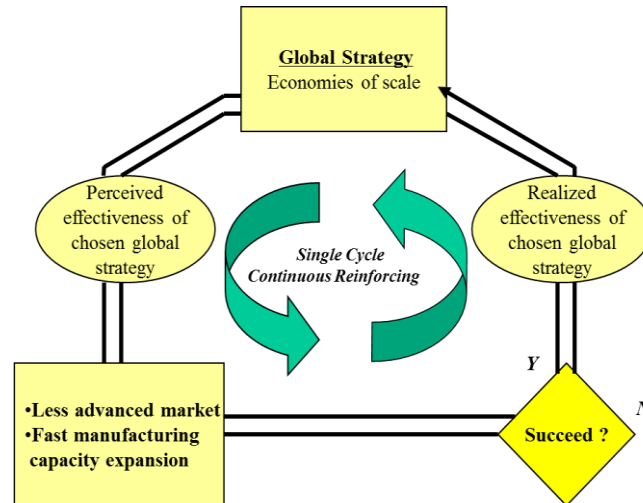 Global Strategy
Economies of scale
Perceived
effectiveness of
chosen global
strategy
Realized
effectiveness of
chosen global
strategy
Single Cycle
Continuous Reinforcing
Y
N
•Less advanced market
•Fast manufacturing
capacity expansion
Succeed ?